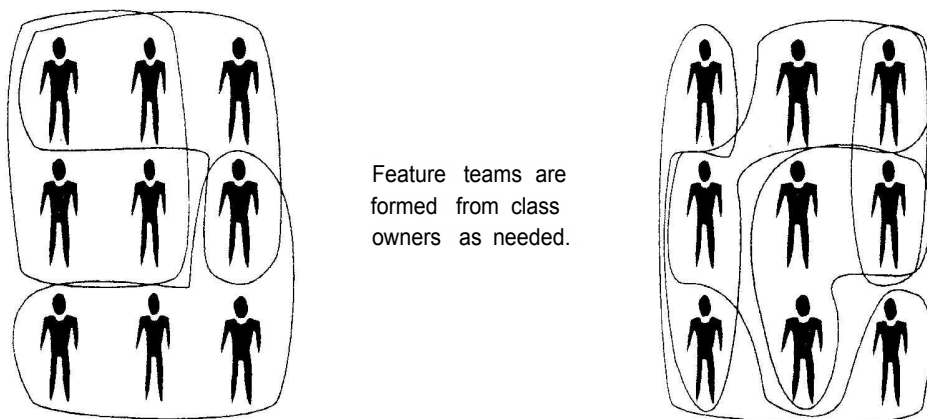 Feature teams are
formed from class
owners as needed.